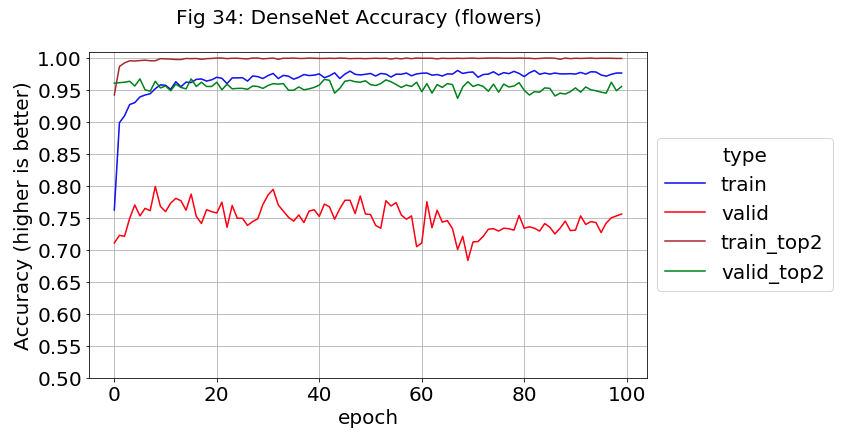 Fig 34: DenseNet Accuracy (flowers)
Accuracy (higher is better)
1.00
0.95
0.90
0.85
0.80
0.75
0.70
0.65
0.60
0.55
0.50
0 20 40 60 80 100
epoch
type
train
valid
train_top2
valid_top2